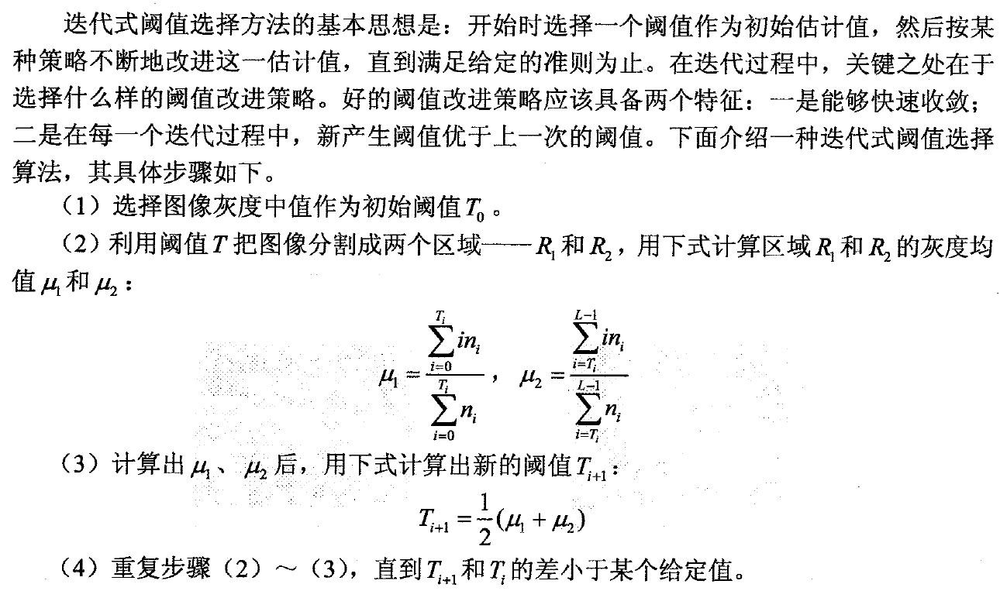 迭代式阈值选择方法的基本思想是：开始时选择一个阈值作为初始估计值，然后按某
种策略不断地改进这一估计值，直到满足给定的准则为止。在迭代过程中，关键之处在于
选择什么样的阈值改进策略。好的阈值改进策略应该具备两个特征：一是能够快速收敛；
二是在每一个迭代过程中，新产生阈值优于上一次的阈值。下面介绍一种迭代式阈值选择
算法，其具体步骤如下。
（1）选择图像灰度中值作为初始阈值 T₀ 。
（2）利用阈值 T 把图像分割成两个区域——R₁ 和 R₂，用下式计算区域 R₁ 和 R₂ 的灰度均
值 μ₁ 和 μ₂：
$\mu_1 = \frac{\sum_{i=0}^{T_i} i n_i}{\sum_{i=0}^{T_i} n_i}，\mu_2 = \frac{\sum_{i=T_i}^{L-1} i n_i}{\sum_{i=T_i}^{L-1} n_i}$
（3）计算出 μ₁、μ₂ 后，用下式计算出新的阈值 $T_{i+1}$：
$T_{i+1} = \frac{1}{2}(\mu_1 + \mu_2)$
（4）重复步骤（2）～（3），直到 $T_{i+1}$ 和 $T_i$ 的差小于某个给定值。